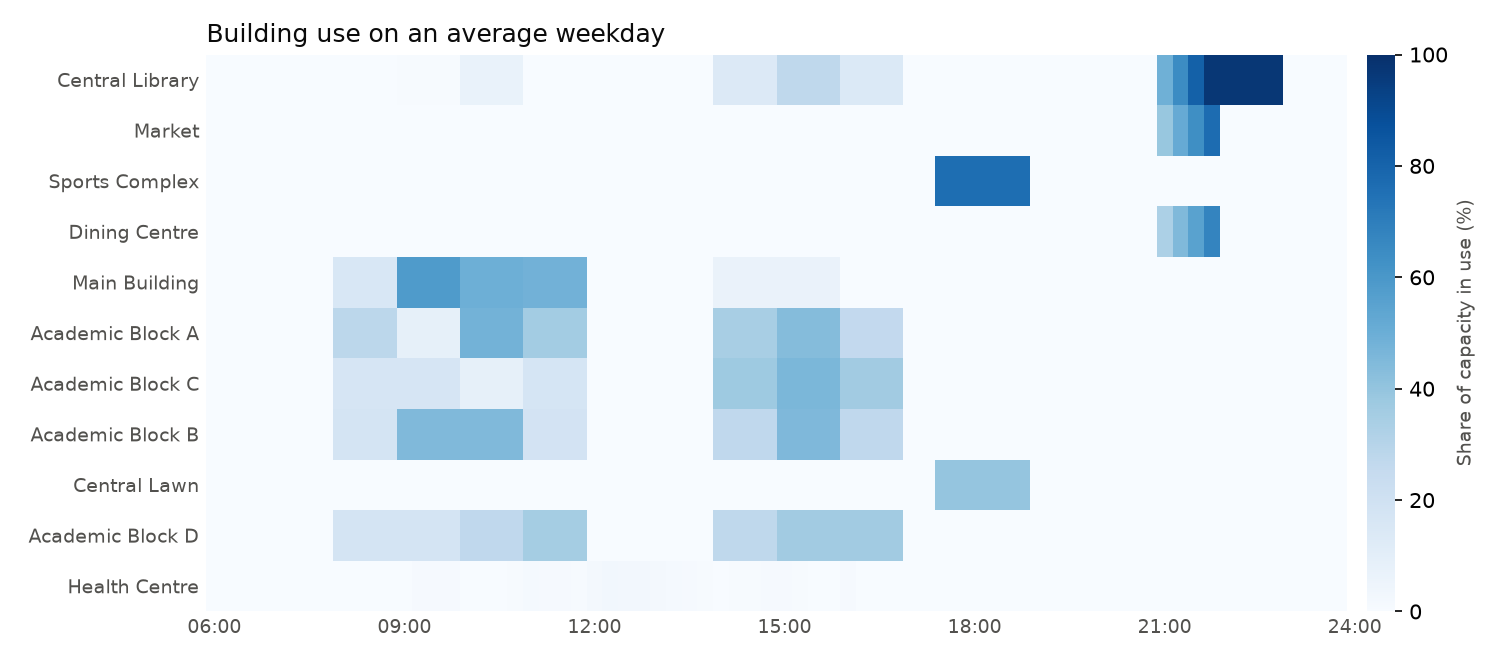 Building use on an average weekday
Central Library
Market
Sports Complex
Dining Centre
Main Building
Academic Block A
Academic Block C
Academic Block B
Central Lawn
Academic Block D
Health Centre
06:00 09:00 12:00 15:00 18:00 21:00 24:00
100
80
60
40
20
0
Share of capacity in use (%)